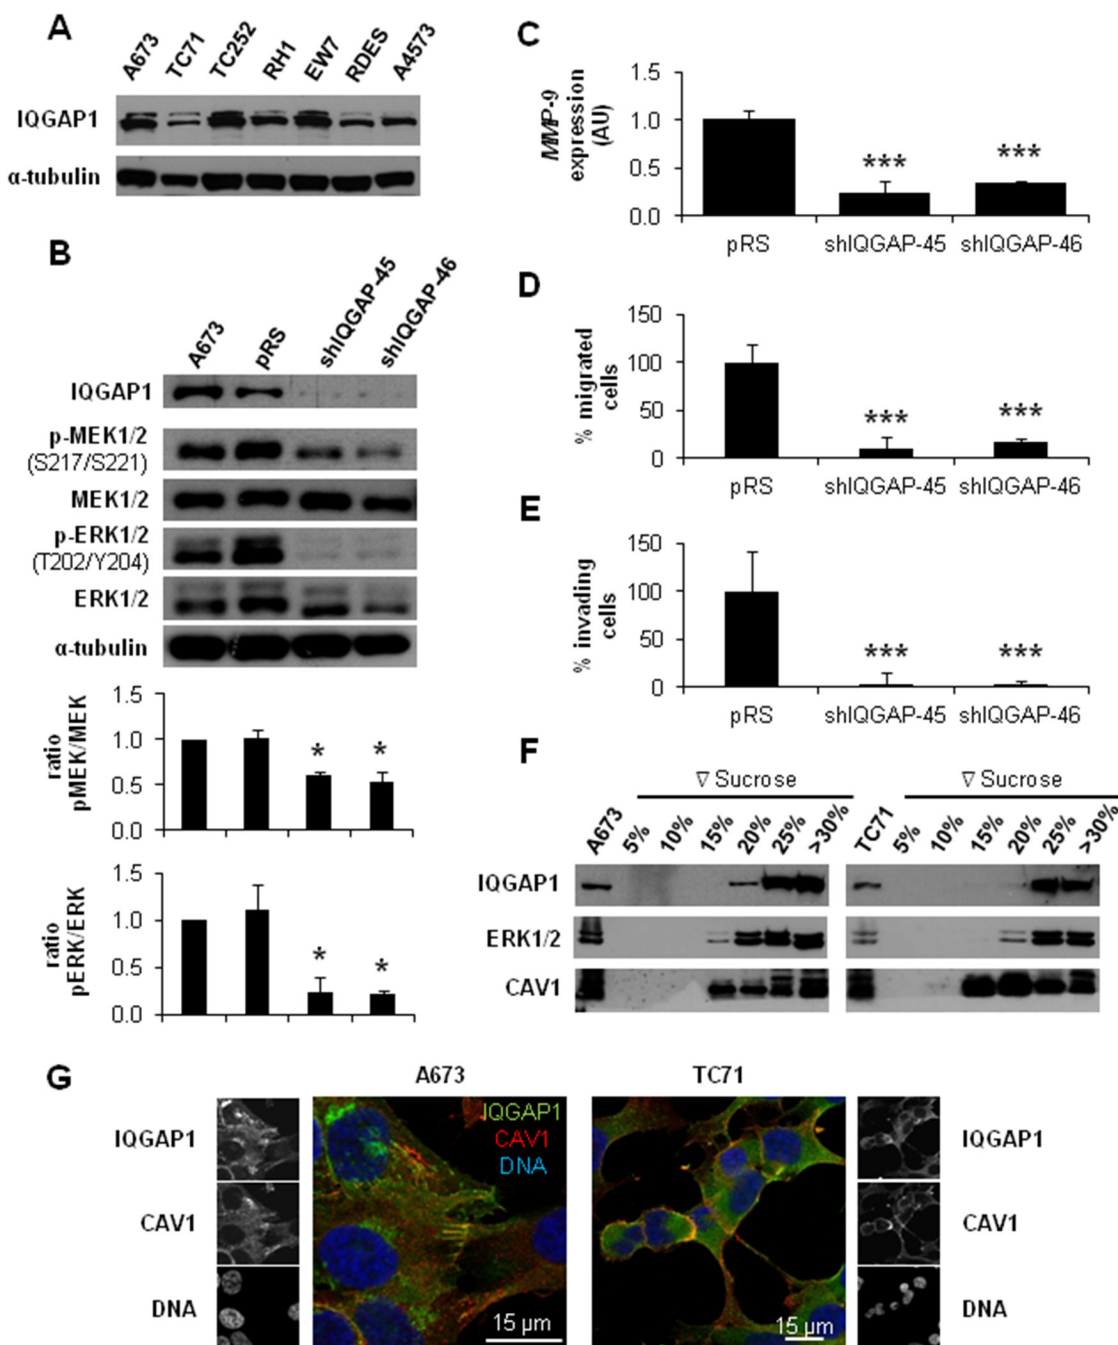 A
A673
TC71
TC252
RH1
EW7
RDES
A4573
IQGAP1
α-tubulin
B
A673
pRS
shIQGAP-45
shIQGAP-46
IQGAP1
p-MEK1/2
(S217/S221)
MEK1/2
p-ERK1/2
(T202/Y204)
ERK1/2
α-tubulin
ratio
pMEK/MEK
1.5
1.0
0.5
0.0
* *
ratio
pERK/ERK
1.5
1.0
0.5
0.0
* *
C
MMP-9
expression
(AU)
1.5
1.0
0.5
0.0
*** ***
pRS shIQGAP-45 shIQGAP-46
D
% migrated
cells
150
100
50
0
*** ***
pRS shIQGAP-45 shIQGAP-46
E
% invading
cells
150
100
50
0
*** ***
pRS shIQGAP-45 shIQGAP-46
F
∇ Sucrose ∇ Sucrose
A673 5% 10% 15% 20% 25% >30% TC71 5% 10% 15% 20% 25% >30%
IQGAP1
ERK1/2
CAV1
G
A673 TC71
IQGAP1
CAV1
DNA
IQGAP1
CAV1
DNA
15 µm
15 µm
IQGAP1
CAV1
DNA